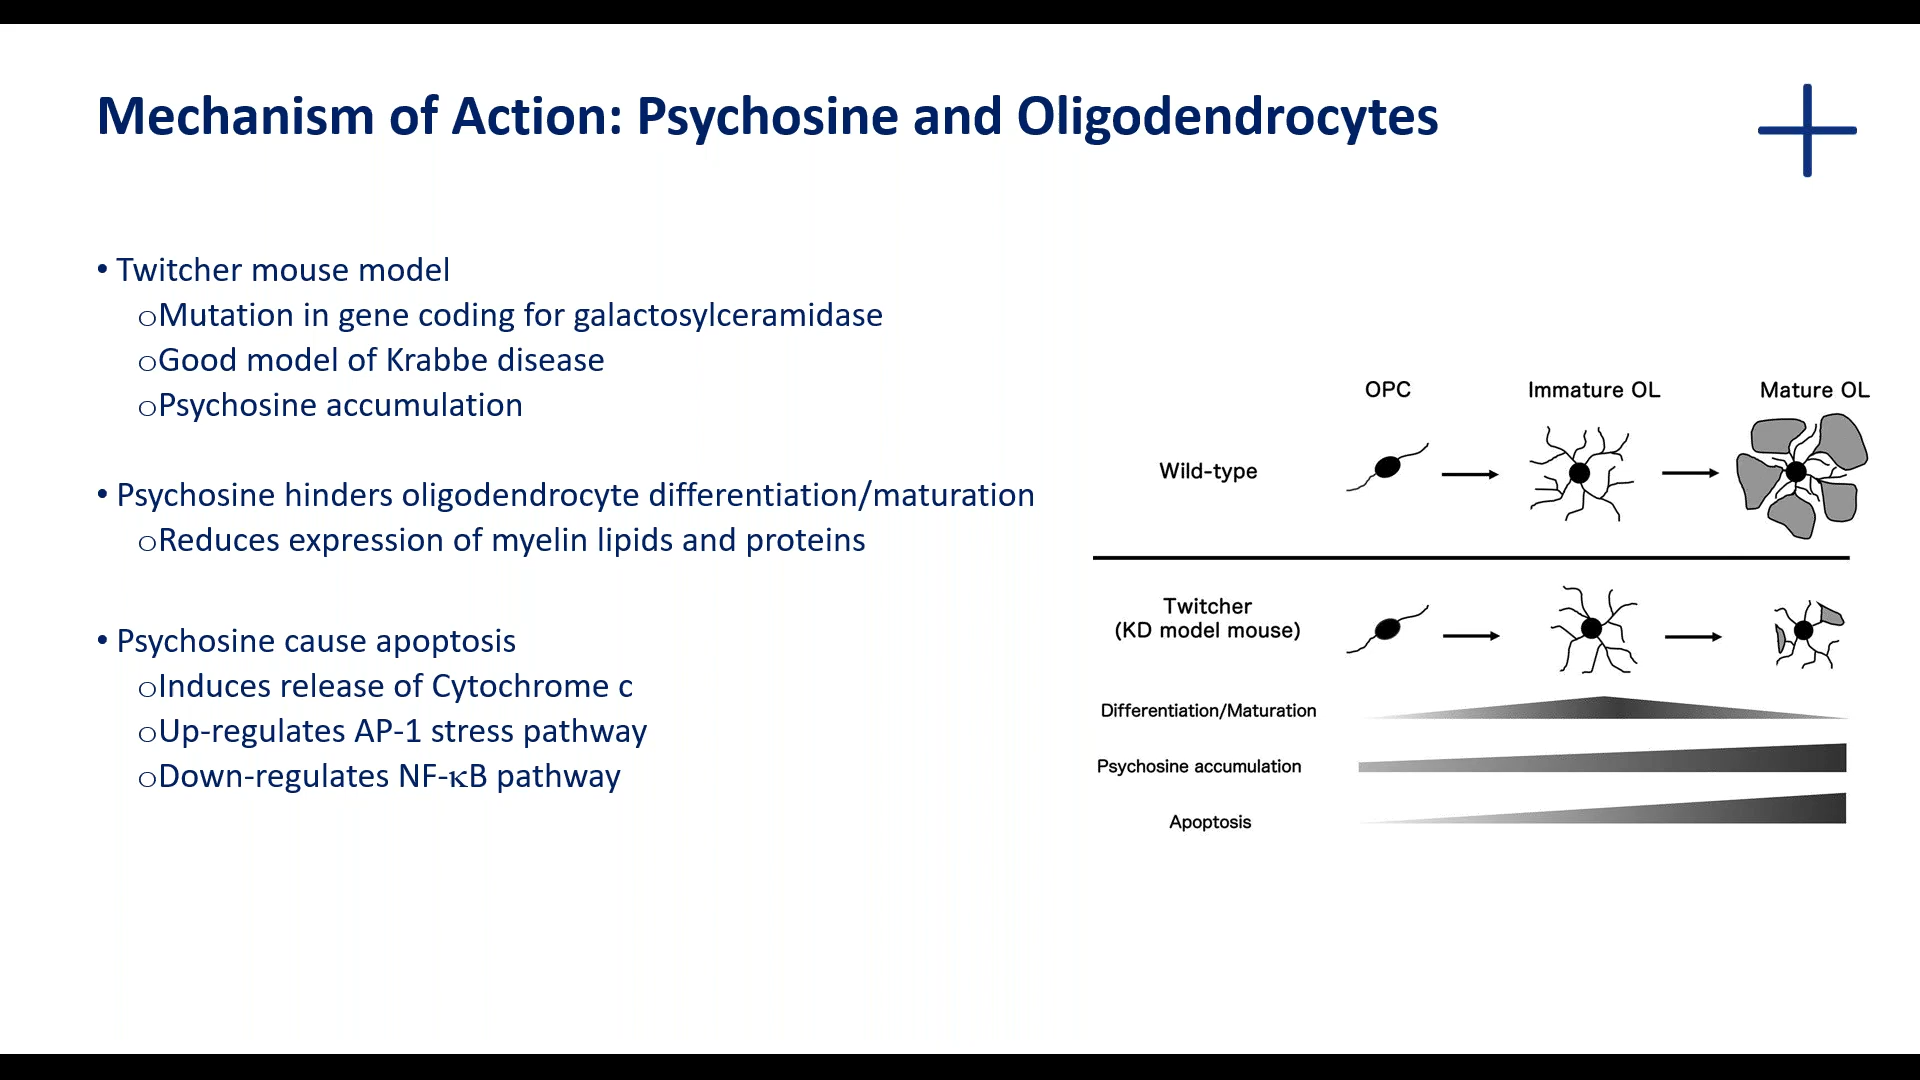 Mechanism of Action: Psychosine and Oligodendrocytes
• Twitcher mouse model
oMutation in gene coding for galactosylceramidase
oGood model of Krabbe disease
oPsychosine accumulation
• Psychosine hinders oligodendrocyte differentiation/maturation
oReduces expression of myelin lipids and proteins
• Psychosine cause apoptosis
oInduces release of Cytochrome c
oUp-regulates AP-1 stress pathway
oDown-regulates NF-κB pathway
OPC Immature OL Mature OL
Wild-type
Twitcher
(KD model mouse)
Differentiation/Maturation
Psychosine accumulation
Apoptosis